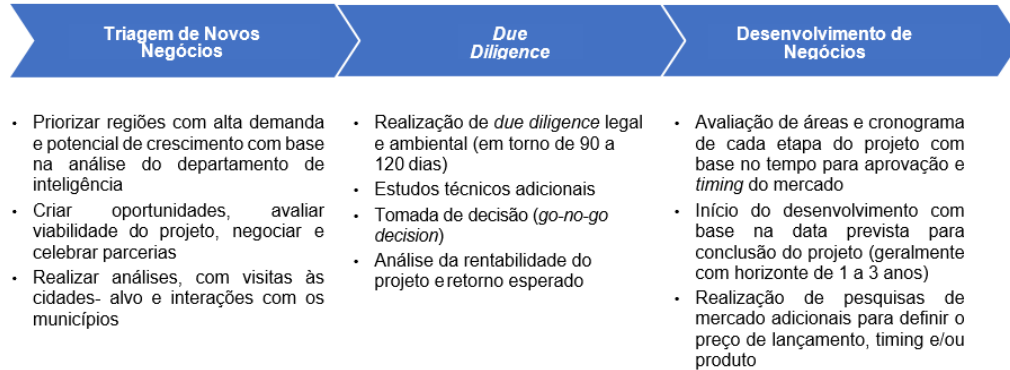 Triagem de Novos
Negócios
Due
Diligence
Desenvolvimento de
Negócios
• Priorizar regiões com alta demanda
e potencial de crescimento com base
na análise do departamento de
inteligência
• Criar oportunidades, avaliar
viabilidade do projeto, negociar e
celebrar parcerias
• Realizar análises, com visitas às
cidades- alvo e interações com os
municípios
• Realização de due diligence legal
e ambiental (em torno de 90 a
120 dias)
• Estudos técnicos adicionais
• Tomada de decisão (go-no-go
decision)
• Análise da rentabilidade do
projeto e retorno esperado
• Avaliação de áreas e cronograma
de cada etapa do projeto com
base no tempo para aprovação e
timing do mercado
• Início do desenvolvimento com
base na data prevista para
conclusão do projeto (geralmente
com horizonte de 1 a 3 anos)
• Realização de pesquisas de
mercado adicionais para definir o
preço de lançamento, timing e/ou
produto